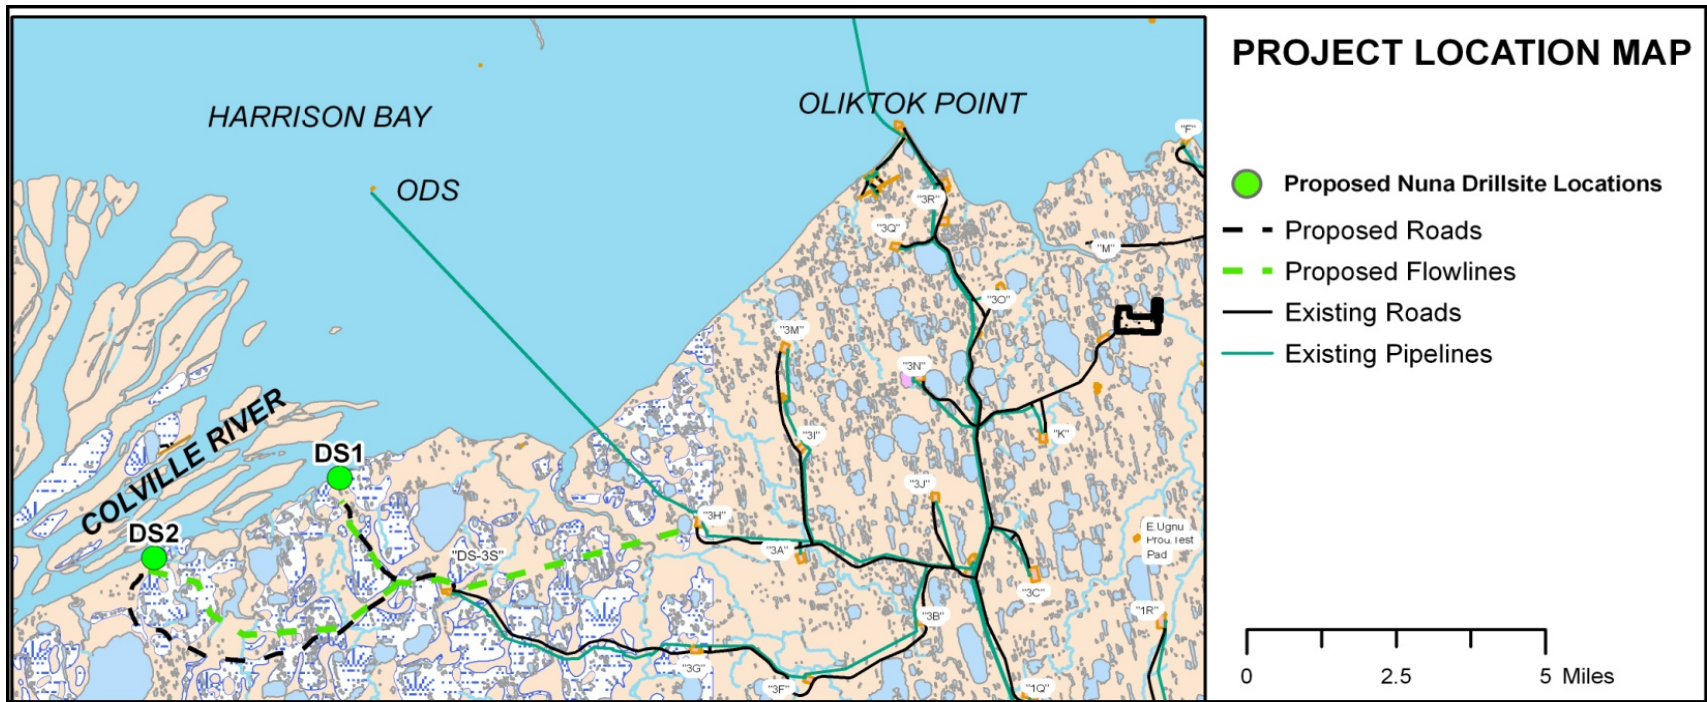 PROJECT LOCATION MAP
HARRISON BAY
OLIKTOK POINT
ODS
"F"
"3R"
"3Q"
"M"
"3O"
"3M"
"3N"
"3I"
"K"
COLVILLE RIVER
DS1
DS2
"3J"
"3H"
"3A"
"DS-3S"
E.Ugnu
Prod.Test
Pad
"3C"
"3B"
"1R"
"3G"
"3F"
"1Q"
Proposed Nuna Drillsite Locations
Proposed Roads
Proposed Flowlines
Existing Roads
Existing Pipelines
0 2.5 5 Miles